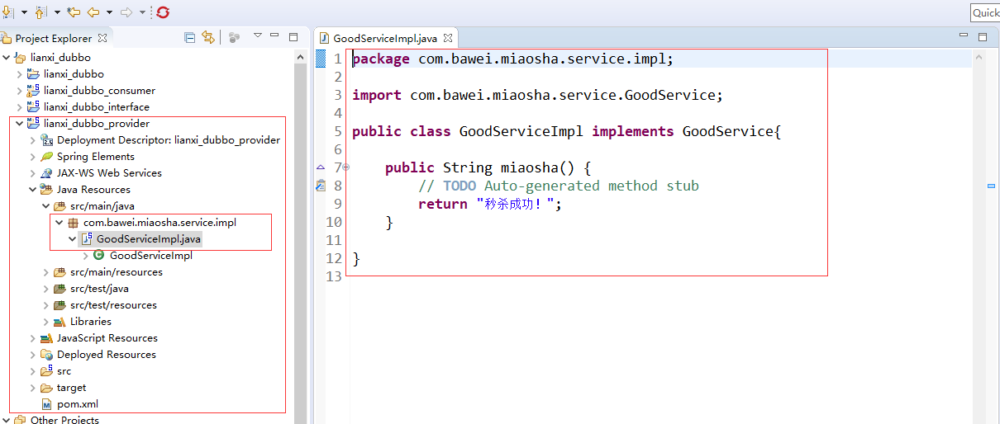 Quick
Project Explorer
lianxi_dubbo
lianxi_dubbo
lianxi_dubbo_consumer
lianxi_dubbo_interface
lianxi_dubbo_provider
Deployment Descriptor: lianxi_dubbo_provider
Spring Elements
JAX-WS Web Services
Java Resources
src/main/java
com.bawei.miaosha.service.impl
GoodServiceImpl.java
GoodServiceImpl
src/main/resources
src/test/java
src/test/resources
Libraries
JavaScript Resources
Deployed Resources
src
target
pom.xml
Other Projects
GoodServiceImpl.java
1 package com.bawei.miaosha.service.impl;
2
3 import com.bawei.miaosha.service.GoodService;
4
5 public class GoodServiceImpl implements GoodService{
6
7 public String miaosha() {
8 // TODO Auto-generated method stub
9 return "秒杀成功！";
10 }
11
12 }
13